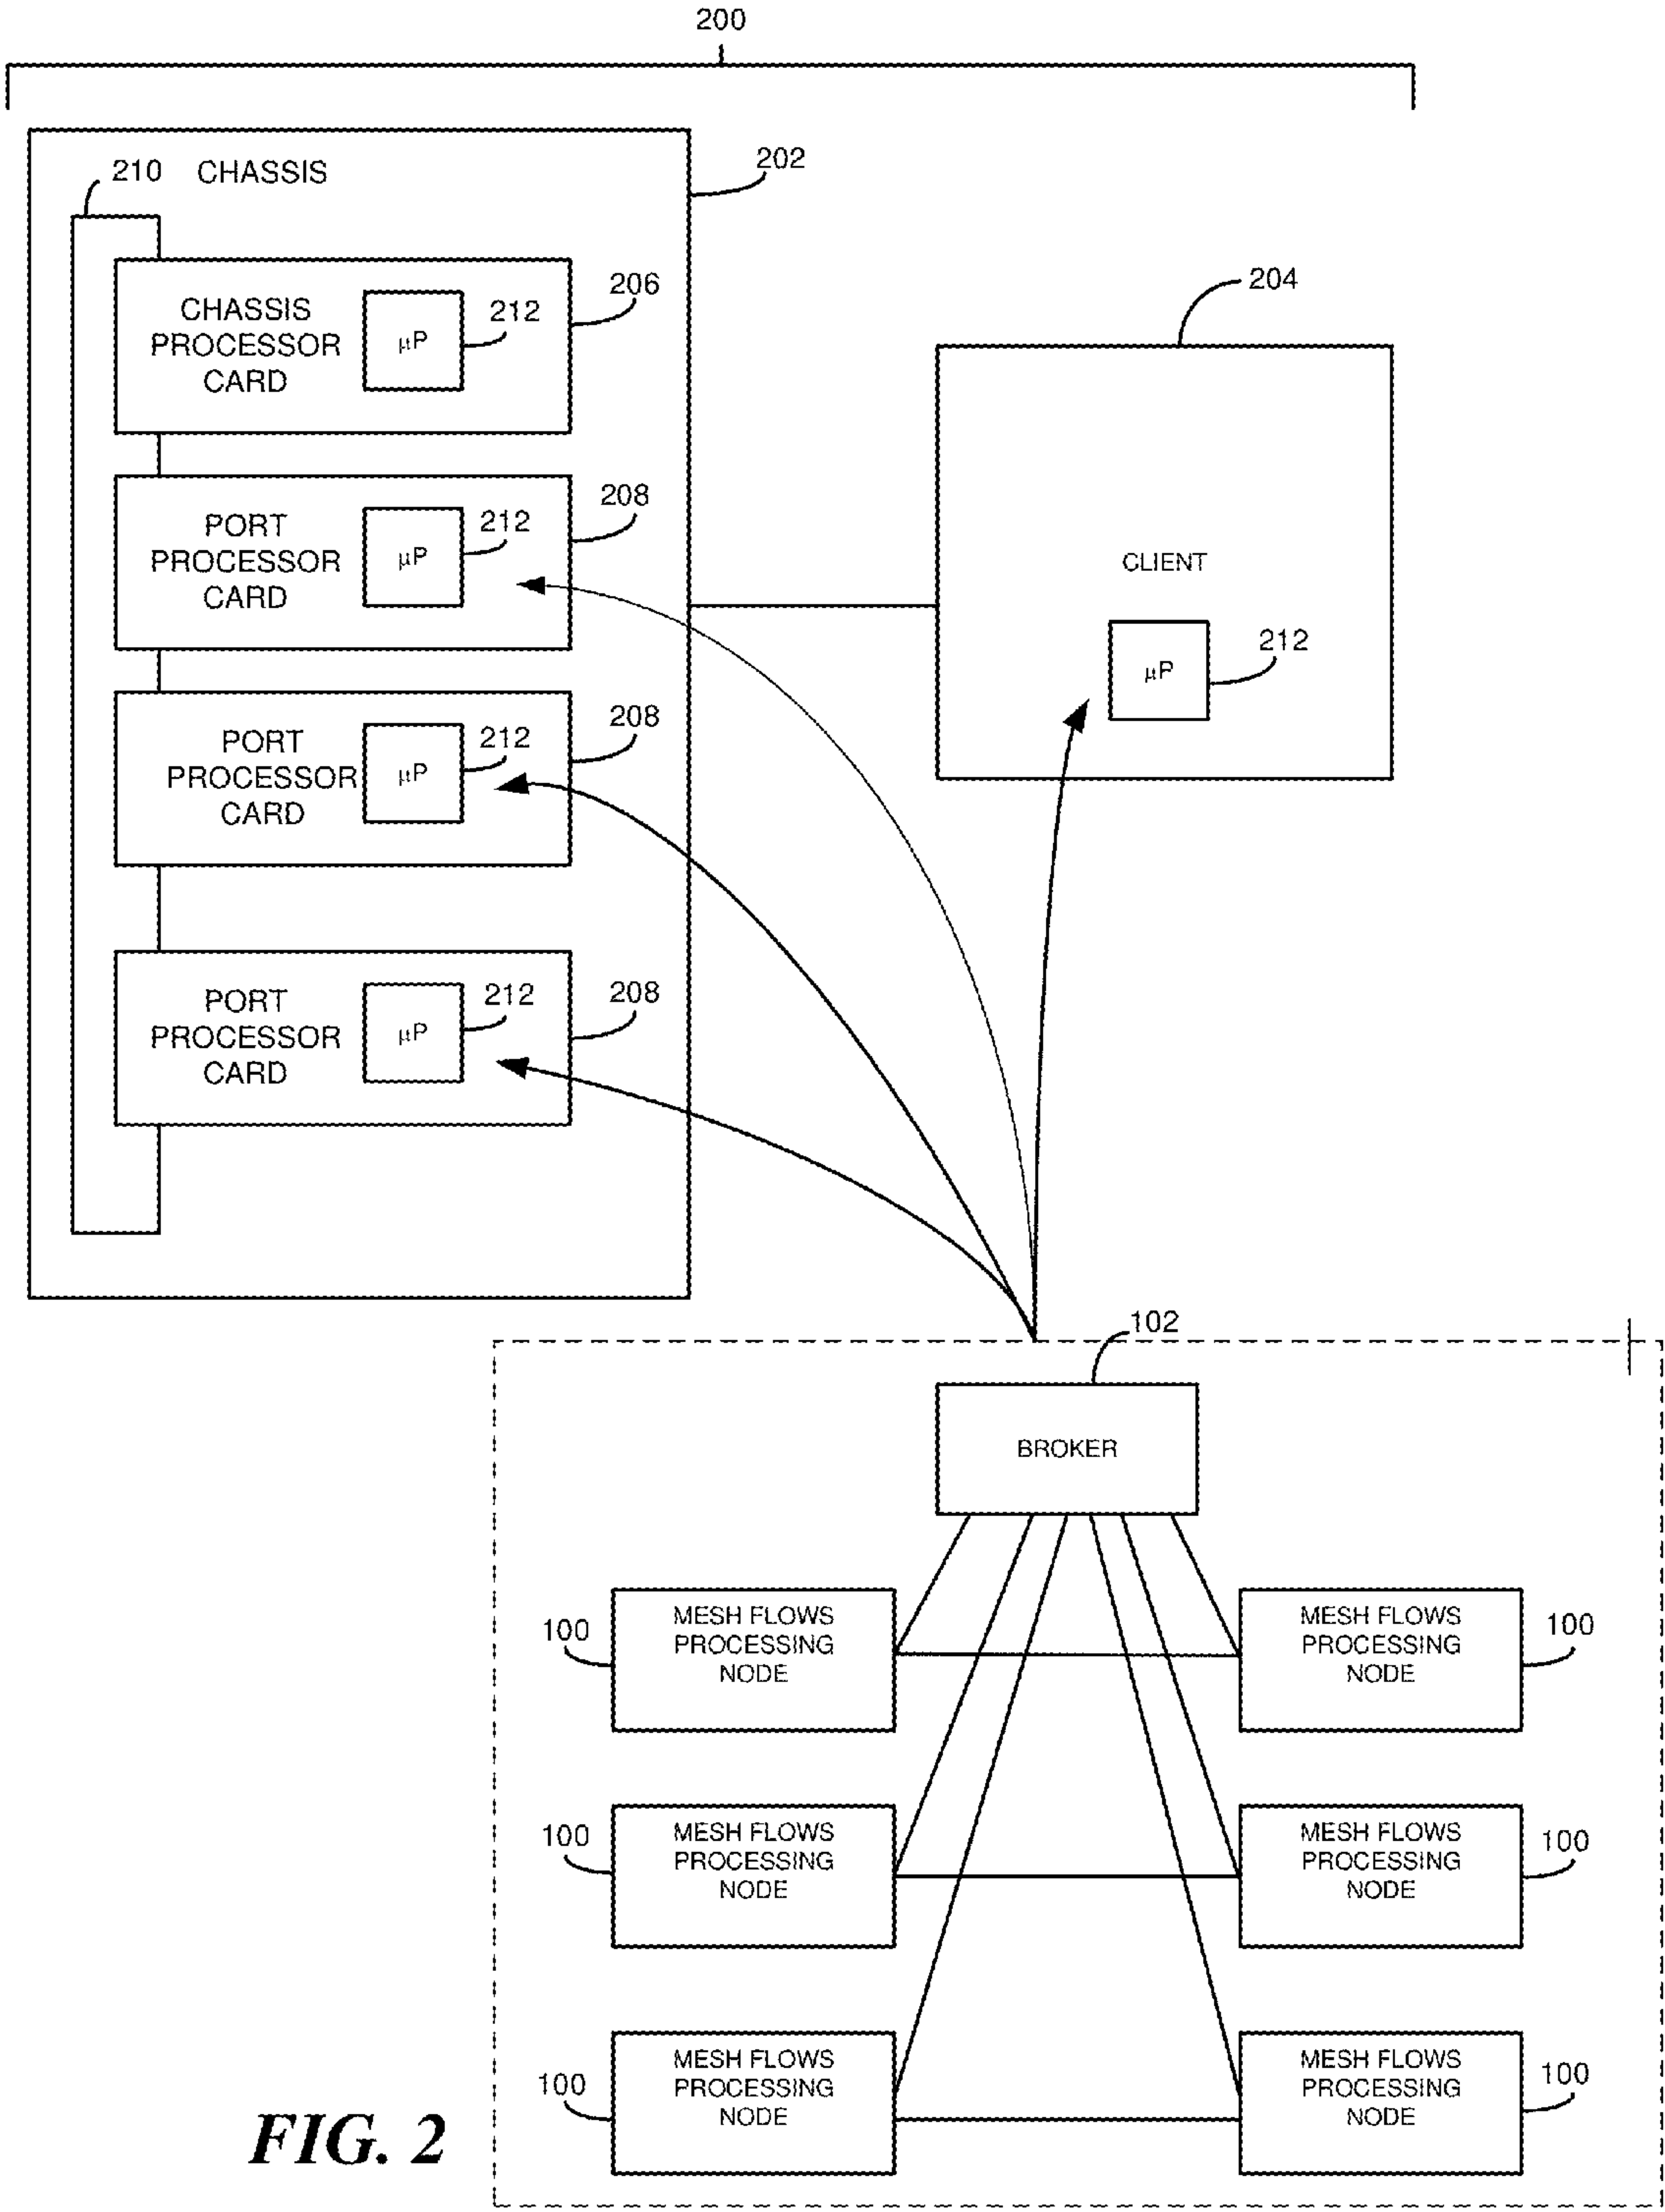 200
210 CHASSIS
202
CHASSIS
PROCESSOR
CARD
μP
212
206
204
PORT
PROCESSOR
CARD
μP
212
208
CLIENT
μP
212
PORT
PROCESSOR
CARD
μP
212
208
PORT
PROCESSOR
CARD
μP
212
208
102
BROKER
100
MESH FLOWS
PROCESSING
NODE
MESH FLOWS
PROCESSING
NODE
100
100
MESH FLOWS
PROCESSING
NODE
MESH FLOWS
PROCESSING
NODE
100
100
MESH FLOWS
PROCESSING
NODE
MESH FLOWS
PROCESSING
NODE
100
FIG. 2